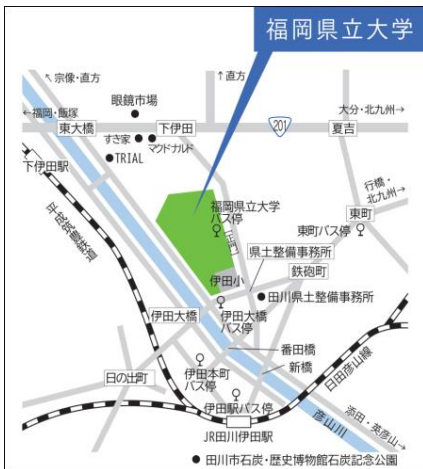 福岡県立大学
↖宗像・直方
↑直方
眼鏡市場
←福岡・飯塚
大分・北九州→
東大橋
すき家
下伊田
マクドナルド
201
夏吉
下伊田駅
TRIAL
行橋・
北九州→
平成筑豊鉄道
福岡県立大学
バス停
東町
東町バス停
県土整備事務所
鉄砲町
伊田小
田川県土整備事務所
伊田大橋
伊田大橋
バス停
番田橋
日田彦山線
新橋
伊田本町
バス停
日の出町
伊田駅バス停
彦山川
添田・英彦山→
JR田川伊田駅
田川市石炭・歴史博物館石炭記念公園